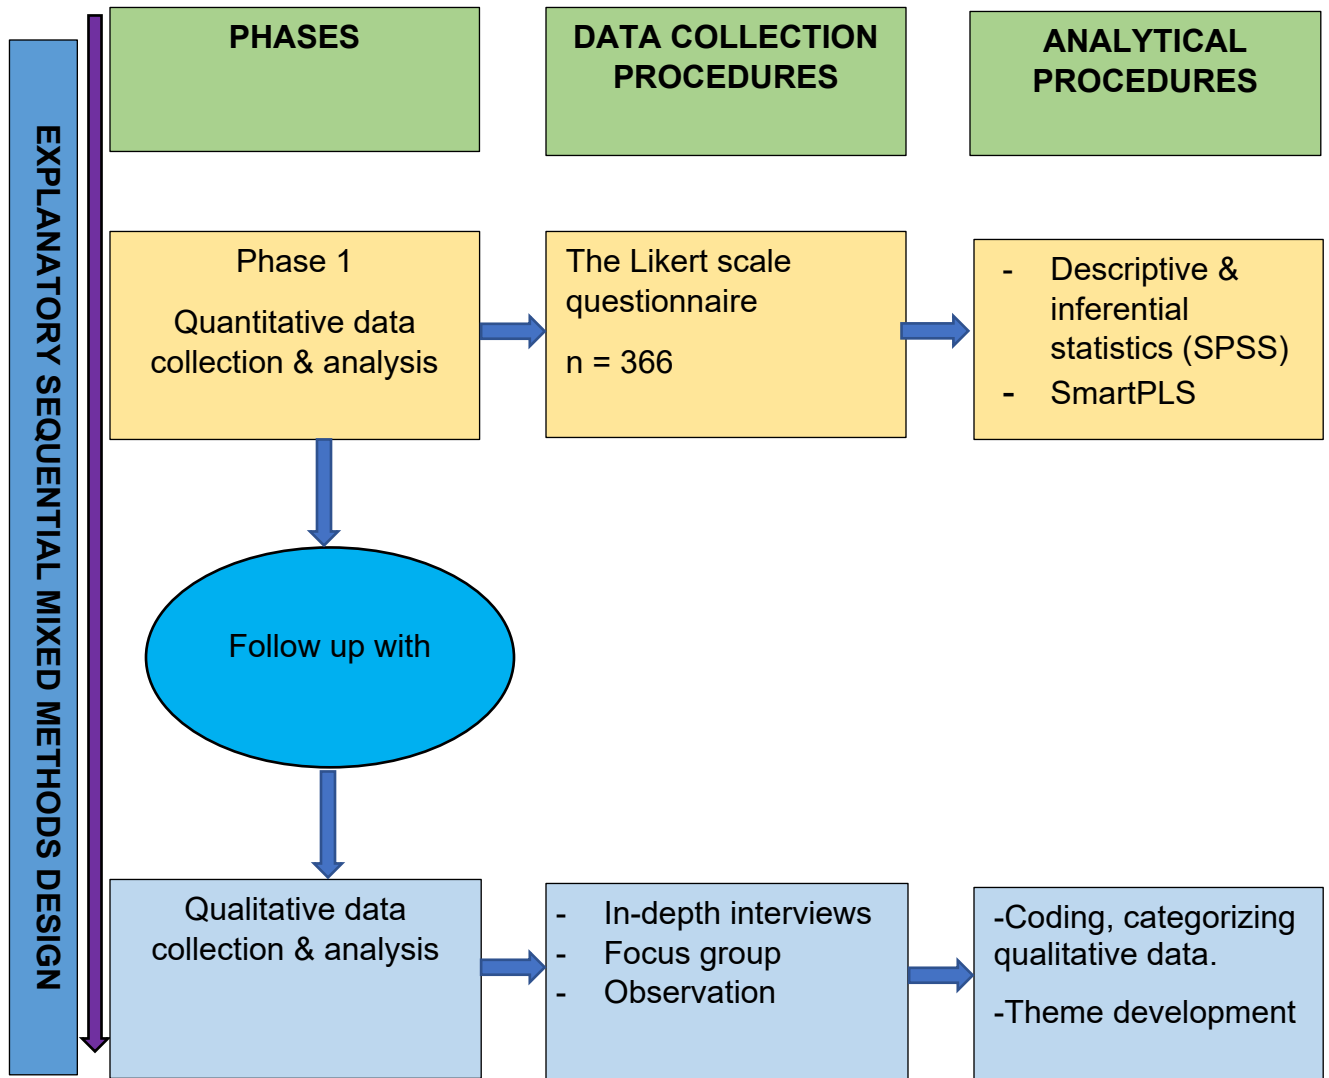 EXPLANATORY SEQUENTIAL MIXED METHODS DESIGN
PHASES
DATA COLLECTION
PROCEDURES
ANALYTICAL
PROCEDURES
Phase 1
Quantitative data
collection & analysis
The Likert scale
questionnaire
n = 366
- Descriptive &
inferential
statistics (SPSS)
- SmartPLS
Follow up with
Qualitative data
collection & analysis
- In-depth interviews
- Focus group
- Observation
-Coding, categorizing
qualitative data.
-Theme development